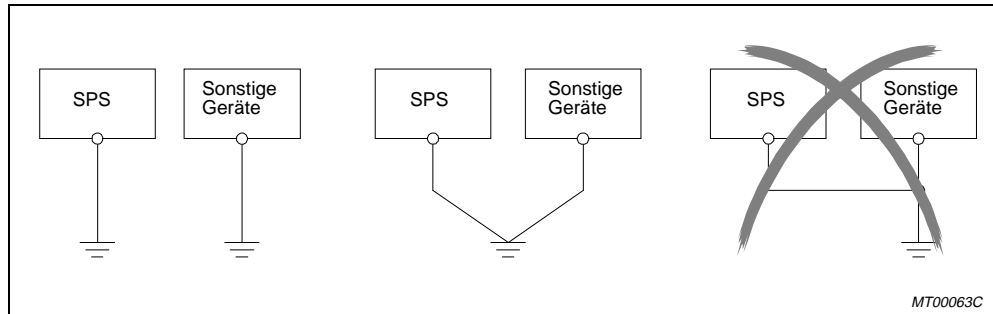 SPS
Sonstige
Geräte
SPS
Sonstige
Geräte
SPS
Sonstige
Geräte
MT00063C